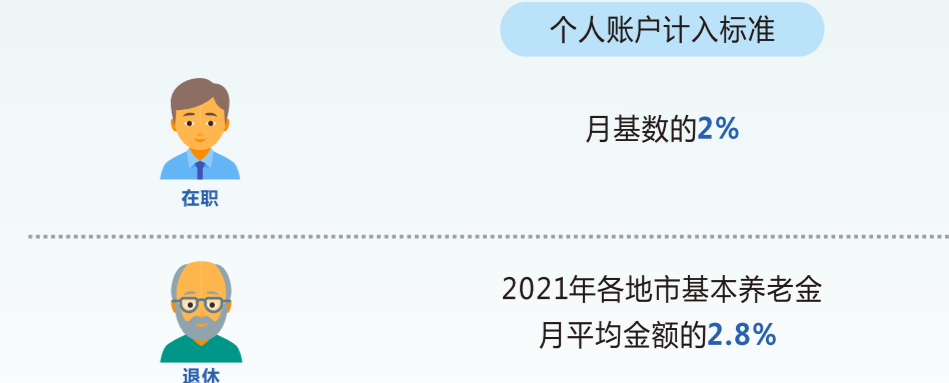 个人账户计入标准
月基数的2%
在职
2021年各地市基本养老金
月平均金额的2.8%
退休